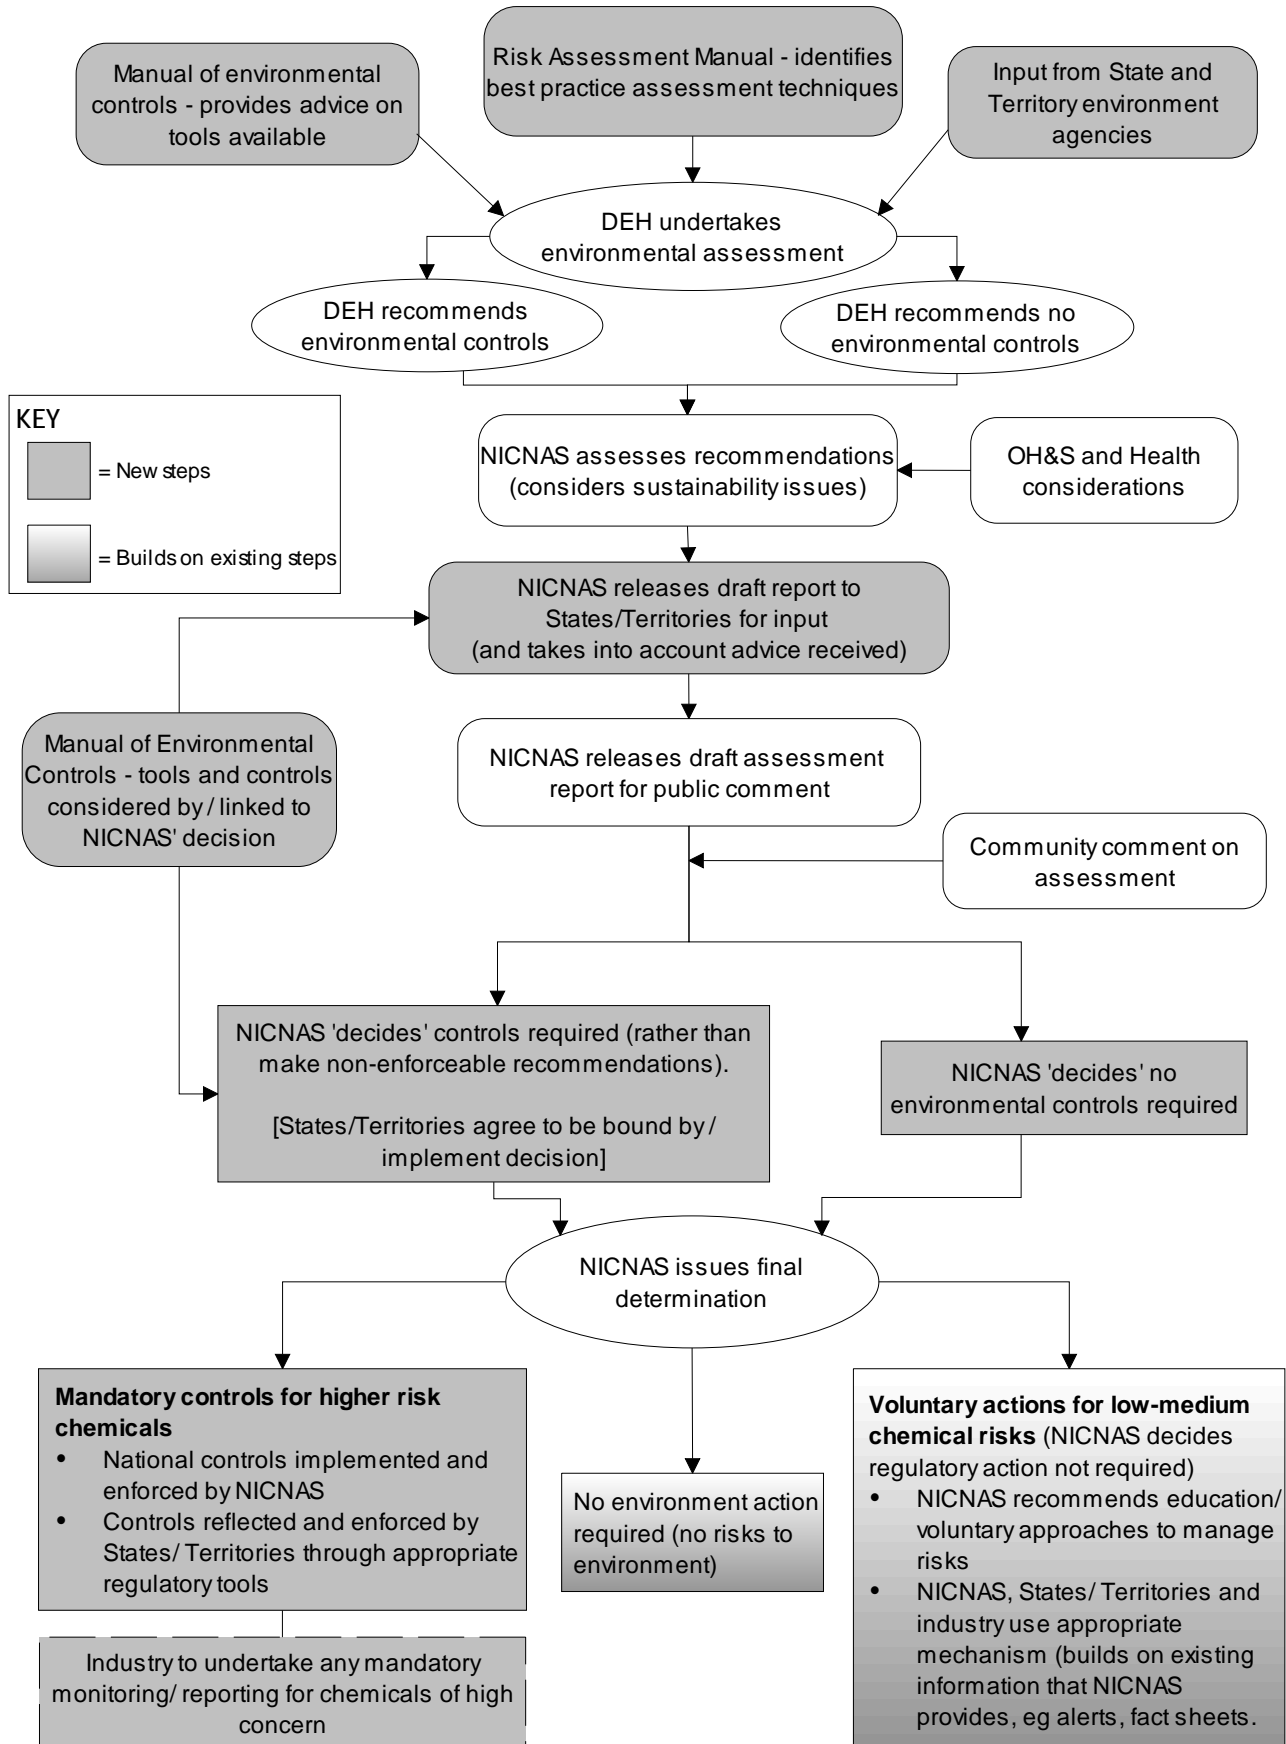 Manual of environmental
controls - provides advice on
tools available
Risk Assessment Manual - identifies
best practice assessment techniques
Input from State and
Territory environment
agencies
DEH undertakes
environmental assessment
DEH recommends
environmental controls
DEH recommends no
environmental controls
KEY
= New steps
= Builds on existing steps
NICNAS assesses recommendations
(considers sustainability issues)
OH&S and Health
considerations
NICNAS releases draft report to
States/Territories for input
(and takes into account advice received)
Manual of Environmental
Controls - tools and controls
considered by / linked to
NICNAS' decision
NICNAS releases draft assessment
report for public comment
Community comment on
assessment
NICNAS 'decides' controls required (rather than
make non-enforceable recommendations).
[States/Territories agree to be bound by /
implement decision]
NICNAS 'decides' no
environmental controls required
NICNAS issues final
determination
Mandatory controls for higher risk
chemicals
• National controls implemented and
enforced by NICNAS
• Controls reflected and enforced by
States/ Territories through appropriate
regulatory tools
Industry to undertake any mandatory
monitoring/ reporting for chemicals of high
concern
No environment action
required (no risks to
environment)
Voluntary actions for low-medium
chemical risks (NICNAS decides
regulatory action not required)
• NICNAS recommends education/
voluntary approaches to manage
risks
• NICNAS, States/ Territories and
industry use appropriate
mechanism (builds on existing
information that NICNAS
provides, eg alerts, fact sheets.